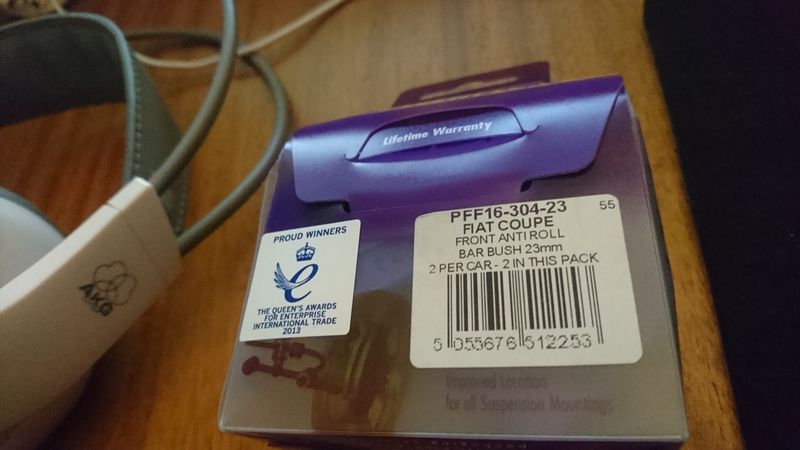 Lifetime Warranty
PROUD WINNERS
e
THE QUEEN'S AWARDS
FOR ENTERPRISE
INTERNATIONAL TRADE
2013
PFF16-304-23
55
FIAT COUPE
FRONT ANTI ROLL
BAR BUSH 23mm
2 PER CAR - 2 IN THIS PACK
5 055676 512253
Improved Location
for all Suspension Mountings
AKG